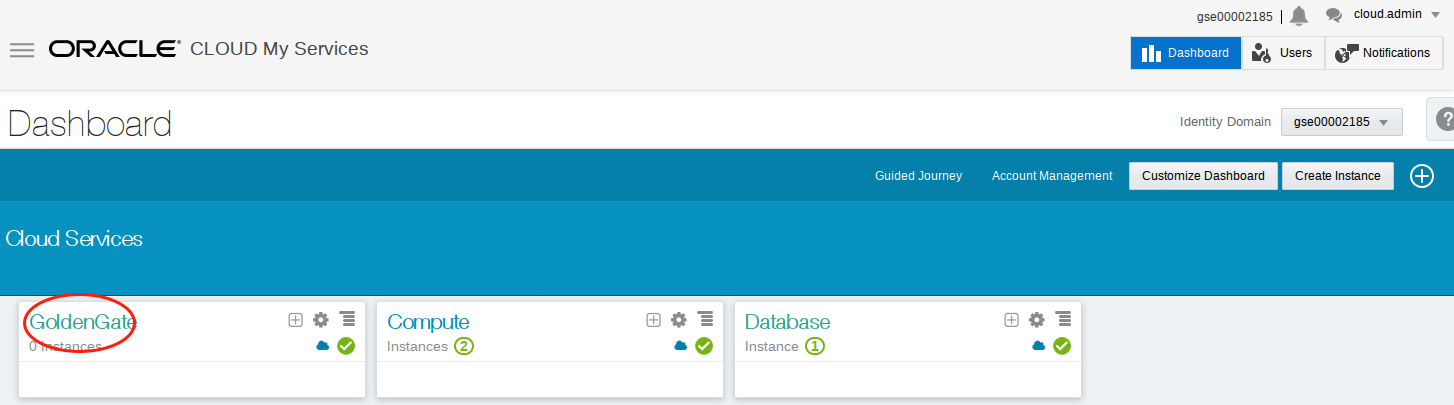 gse00002185 cloud.admin
ORACLE CLOUD My Services
Dashboard Users Notifications
Dashboard
Identity Domain gse00002185
?
Guided Journey Account Management Customize Dashboard Create Instance
Cloud Services
GoldenGate Compute Database
0 Instances Instances 2 Instance 1